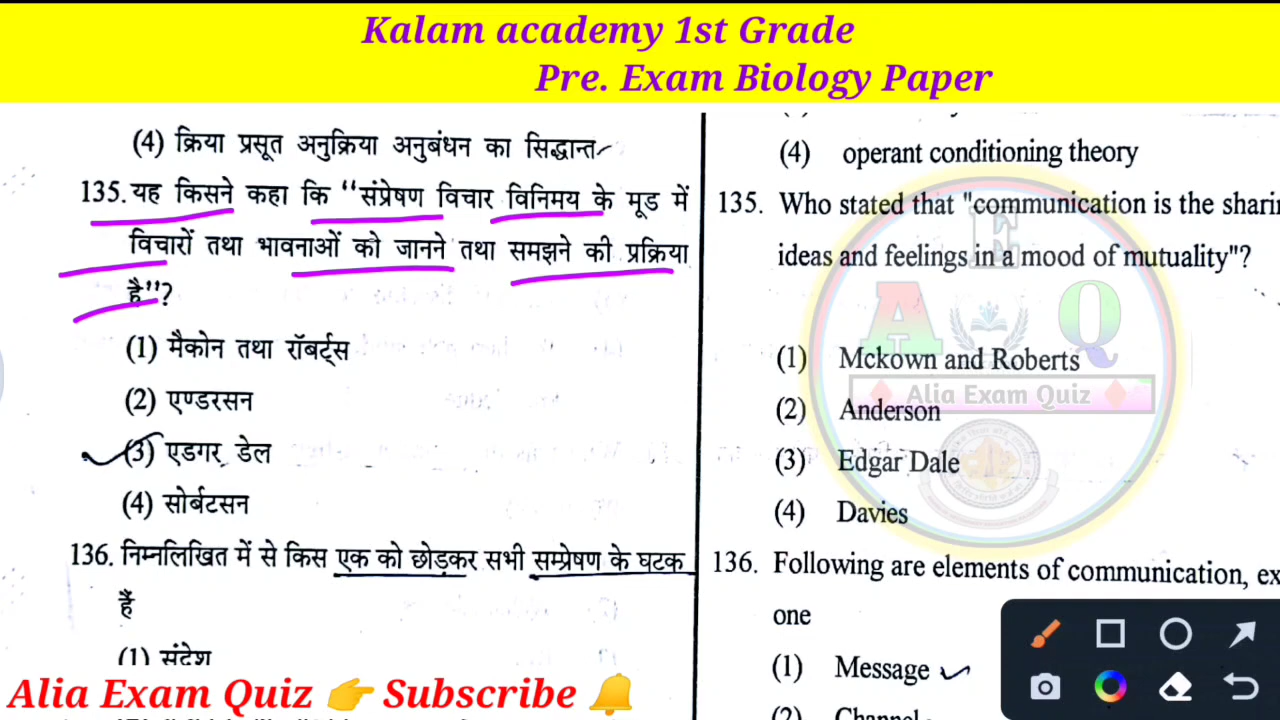 Kalam academy 1st Grade
Pre. Exam Biology Paper
(4) क्रिया प्रसूत अनुक्रिया अनुबंधन का सिद्धान्त
135. यह किसने कहा कि "संप्रेषण विचार विनिमय के मूड में
विचारों तथा भावनाओं को जानने तथा समझने की प्रक्रिया
है"?
(1) मैकोन तथा रॉबर्ट्स
(2) एण्डरसन
(3) एडगर डेल
(4) सोर्बटसन
136. निम्नलिखित में से किस एक को छोड़कर सभी सम्प्रेषण के घटक
हैं
(1) संदेश
(4) operant conditioning theory
135. Who stated that "communication is the sharin
ideas and feelings in a mood of mutuality"?
(1) Mckown and Roberts
(2) Anderson
(3) Edgar Dale
(4) Davies
136. Following are elements of communication, ex
one
(1) Message
(2) Channel
E
A Q
Alia Exam Quiz
Alia Exam Quiz 👉 Subscribe 🔔